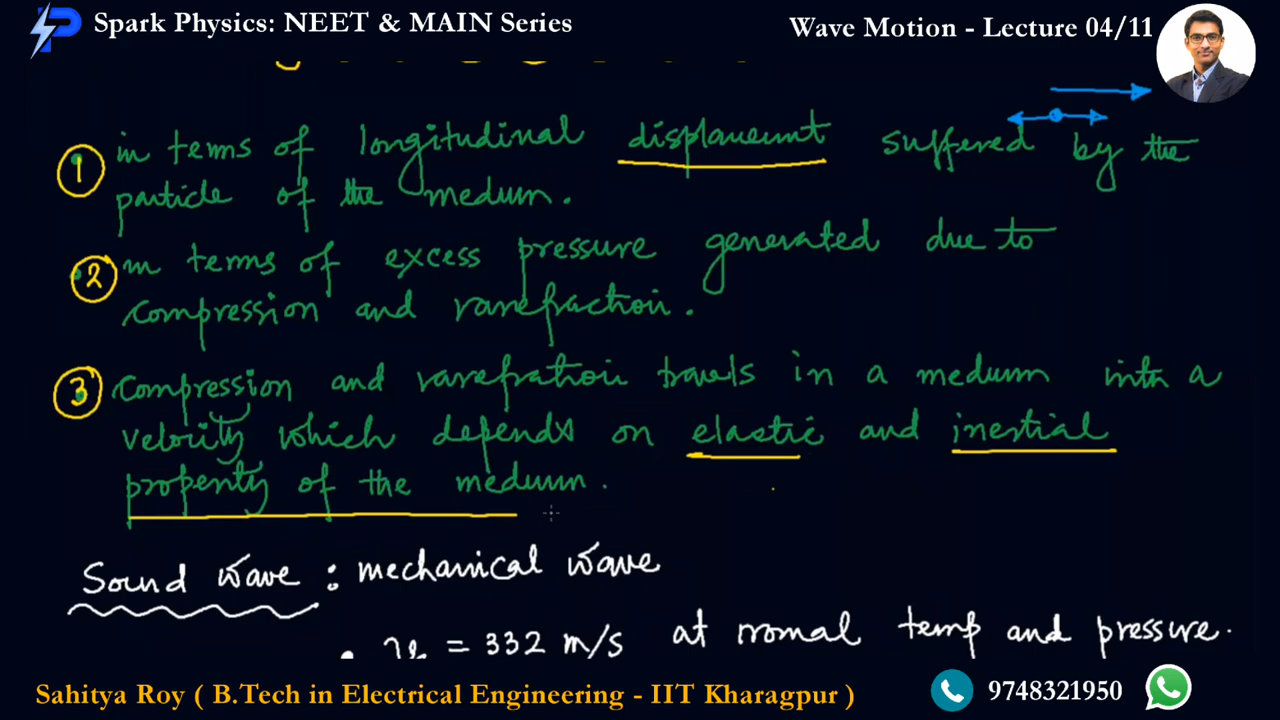 Spark Physics: NEET & MAIN Series
Wave Motion - Lecture 04/11
1 in terms of longitudinal displacement suffered by the
particle of the medium.
2 in terms of excess pressure generated due to
compression and rarefraction.
3 Compression and rarefration travels in a medium with a
velocity which depends on elastic and inertial
property of the medium.
Sound wave : mechanical wave
• = 332 m/s at normal temp and pressure.
Sahitya Roy ( B.Tech in Electrical Engineering - IIT Kharagpur )
9748321950